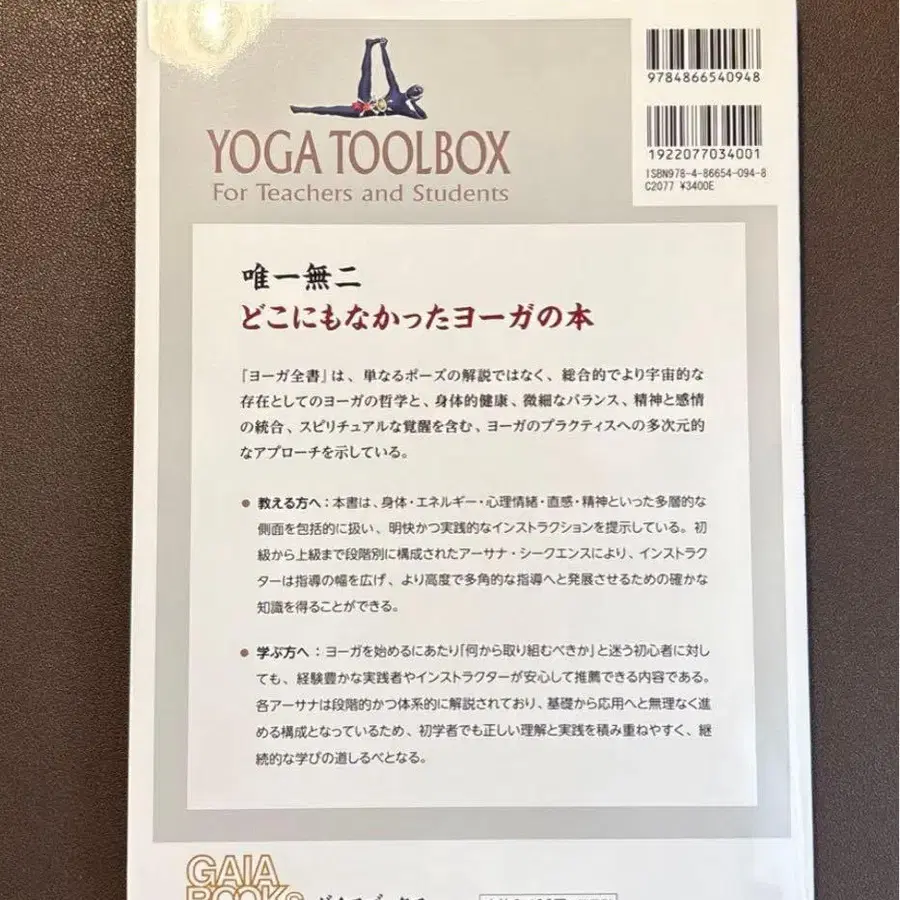 9784866540948
1922077034001
ISBN978-4-86654-094-8
C2077 ¥3400E
YOGA TOOLBOX
For Teachers and Students
唯一無二
どこにもなかったヨーガの本
『ヨーガ全書』は、単なるポーズの解説ではなく、総合的でより宇宙的な
存在としてのヨーガの哲学と、身体的健康、微細なバランス、精神と感情
の統合、スピリチュアルな覚醒を含む、ヨーガのプラクティスへの多次元的
なアプローチを示している。
● 教える方へ：本書は、身体・エネルギー・心理情緒・直感・精神といった多層的な
側面を包括的に扱い、明快かつ実践的なインストラクションを提示している。初
級から上級まで段階別に構成されたアーサナ・シークエンスにより、インストラク
ターは指導の幅を広げ、より高度で多角的な指導へと発展させるための確かな
知識を得ることができる。
● 学ぶ方へ：ヨーガを始めるにあたり「何から取り組むべきか」と迷う初心者に対し
ても、経験豊かな実践者やインストラクターが安心して推薦できる内容である。
各アーサナは段階的かつ体系的に解説されており、基礎から応用へと無理なく進
める構成となっているため、初学者でも正しい理解と実践を積み重ねやすく、継
続的な学びの道しるべとなる。
GAIA
BOOKS